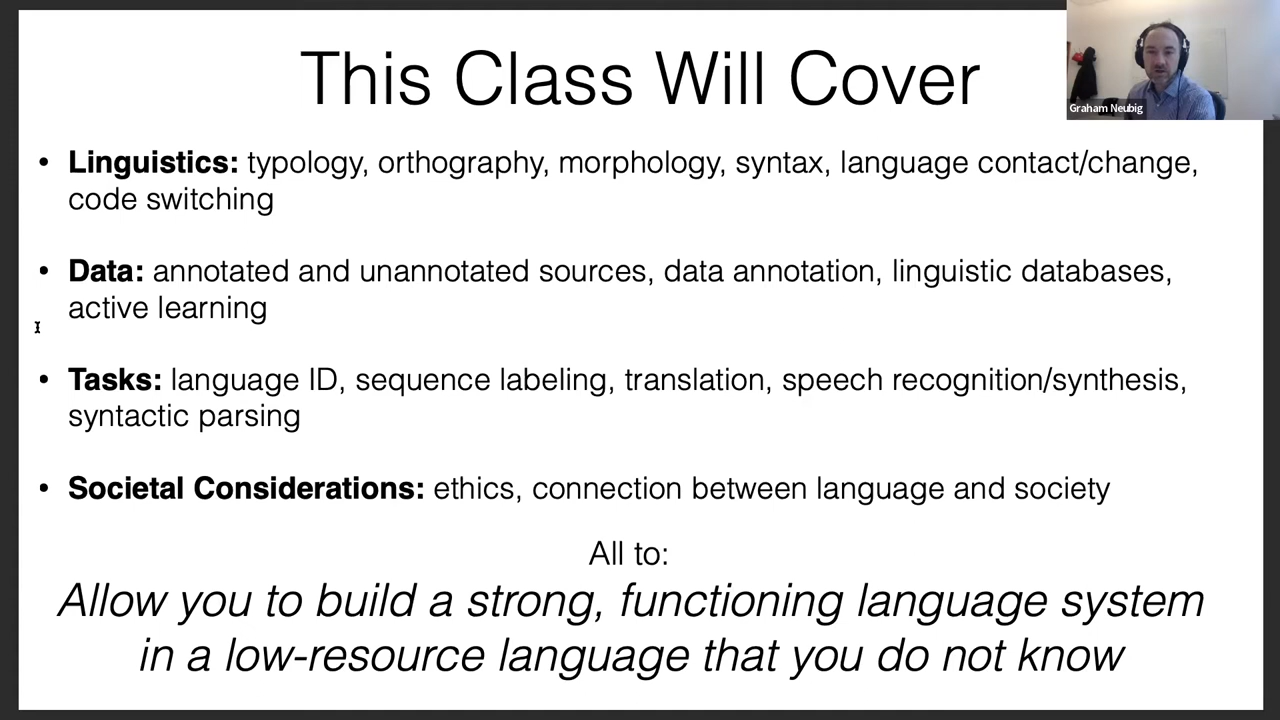 This Class Will Cover
Graham Neubig
• Linguistics: typology, orthography, morphology, syntax, language contact/change,
code switching
• Data: annotated and unannotated sources, data annotation, linguistic databases,
active learning
• Tasks: language ID, sequence labeling, translation, speech recognition/synthesis,
syntactic parsing
• Societal Considerations: ethics, connection between language and society
All to:
Allow you to build a strong, functioning language system
in a low-resource language that you do not know